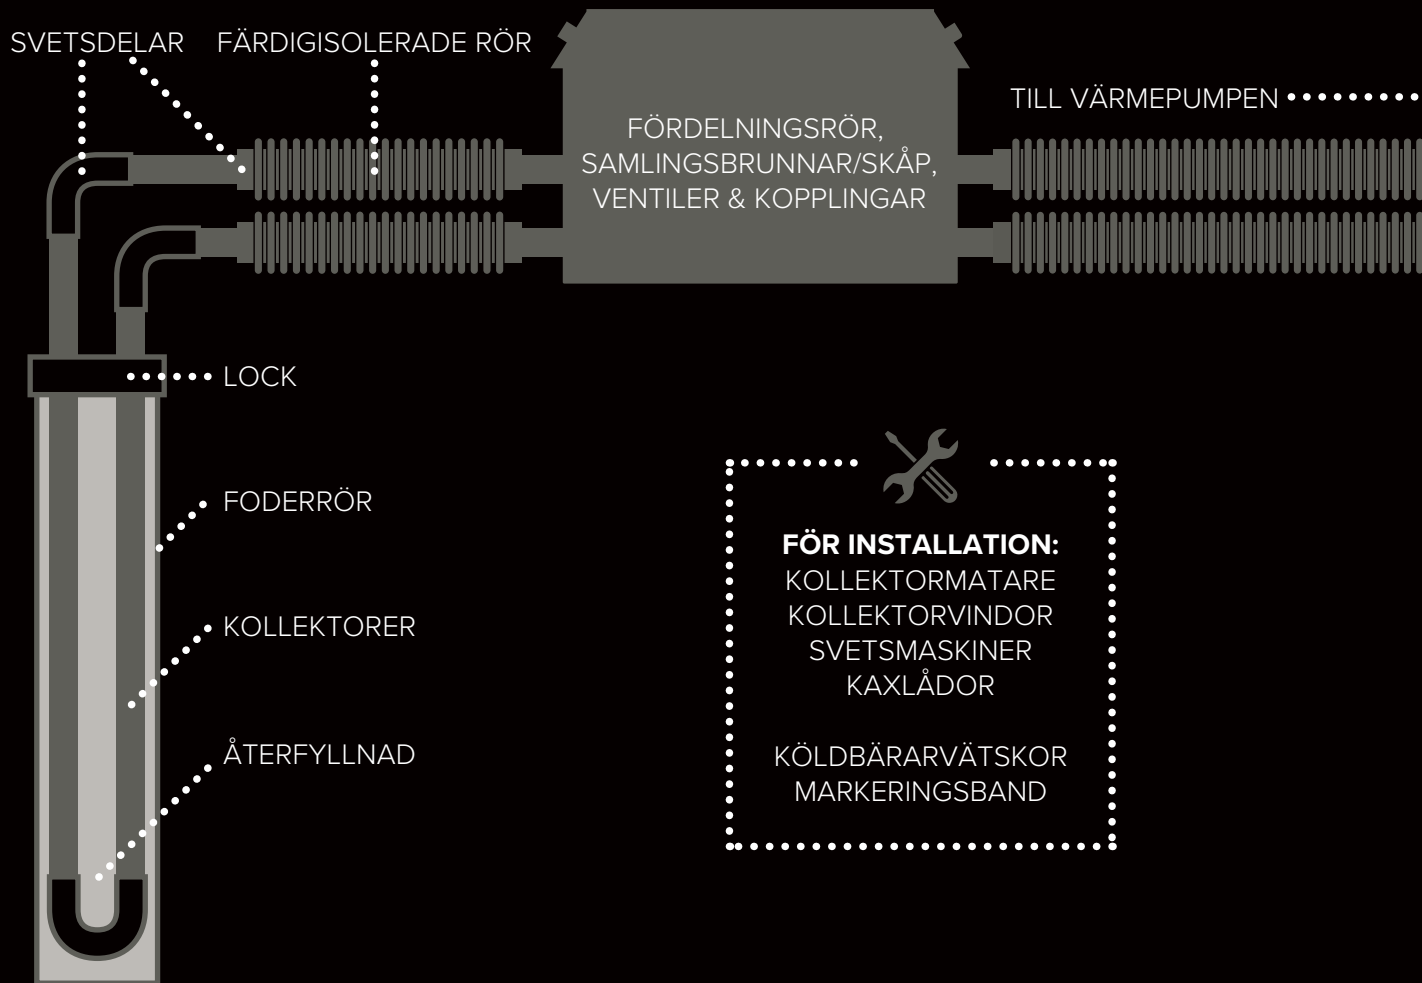 SVETSDELAR
FÄRDIGISOLERADE RÖR
TILL VÄRMEPUMPEN
FÖRDELNINGSRÖR,
SAMLINGSBRUNNAR/SKÅP,
VENTILER & KOPPLINGAR
LOCK
FODERRÖR
KOLLEKTORER
ÅTERFYLLNAD
FÖR INSTALLATION:
KOLLEKTORMATARE
KOLLEKTORVINDOR
SVETSMASKINER
KAXLÅDOR
KÖLDBÄRARVÄTSKOR
MARKERINGSBAND